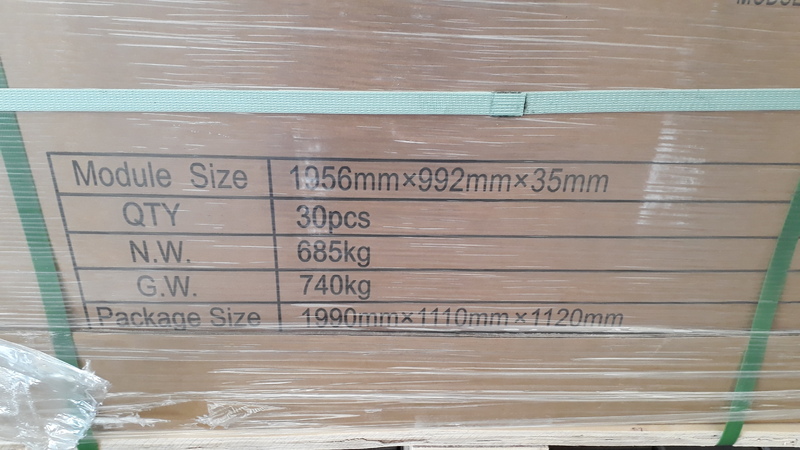 Module Size 1956mm×992mm×35mm
QTY 30pcs
N.W. 685kg
G.W. 740kg
Package Size 1990mm×1110mm×1120mm